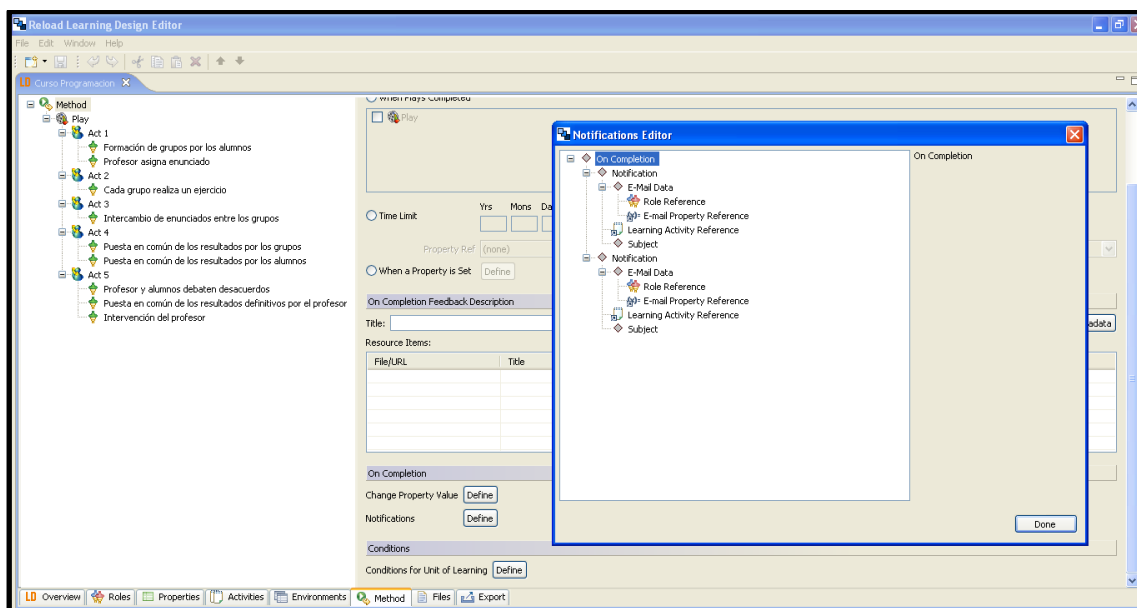 Reload Learning Design Editor
File Edit Window Help
LD Curso Programacion
Method
Play
Act 1
Formación de grupos por los alumnos
Profesor asigna enunciado
Act 2
Cada grupo realiza un ejercicio
Act 3
Intercambio de enunciados entre los grupos
Act 4
Puesta en común de los resultados por los grupos
Puesta en común de los resultados por los alumnos
Act 5
Profesor y alumnos debaten desacuerdos
Puesta en común de los resultados definitivos por el profesor
Intervención del profesor
When Plays Completed
Play
Yrs Mons Da
Time Limit
Property Ref (none)
When a Property is Set Define
On Completion Feedback Description
Title: adata
Resource Items:
File/URL Title
On Completion
Change Property Value Define
Notifications Define
Conditions
Conditions for Unit of Learning Define
Notifications Editor
On Completion
Notification
E-Mail Data
Role Reference
E-mail Property Reference
Learning Activity Reference
Subject
Notification
E-Mail Data
Role Reference
E-mail Property Reference
Learning Activity Reference
Subject
On Completion
Done
LD Overview Roles Properties Activities Environments Method Files Export